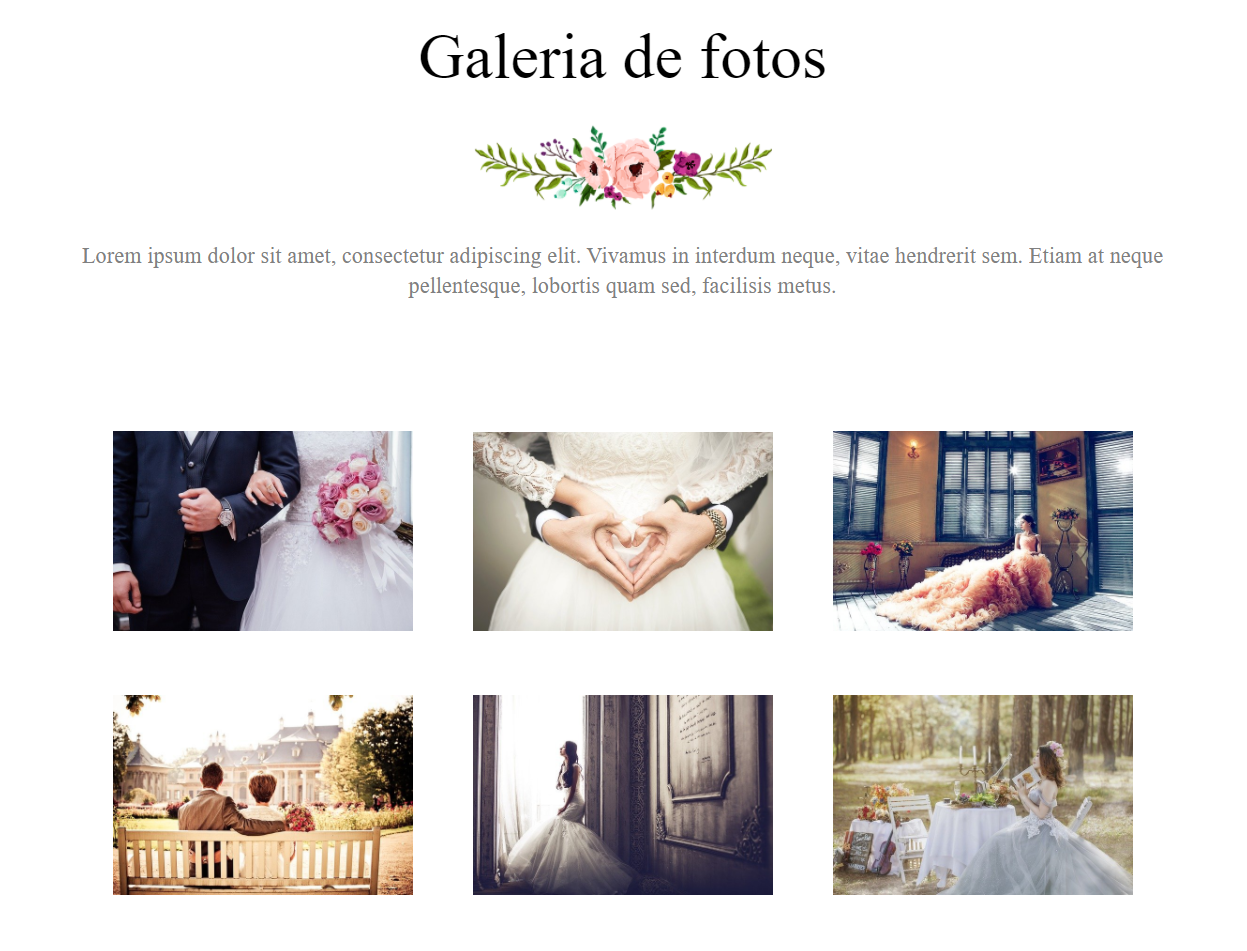 Galeria de fotos
Lorem ipsum dolor sit amet, consectetur adipiscing elit. Vivamus in interdum neque, vitae hendrerit sem. Etiam at neque
pellentesque, lobortis quam sed, facilisis metus.